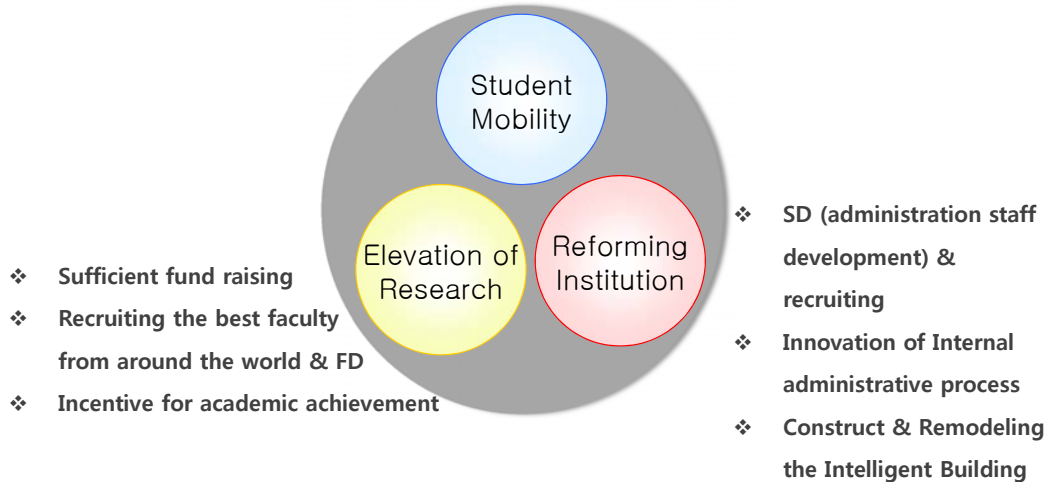 Student
Mobility
Elevation of
Research
Reforming
Institution
❖ Sufficient fund raising
❖ Recruiting the best faculty
from around the world & FD
❖ Incentive for academic achievement
❖ SD (administration staff
development) &
recruiting
❖ Innovation of Internal
administrative process
❖ Construct & Remodeling
the Intelligent Building